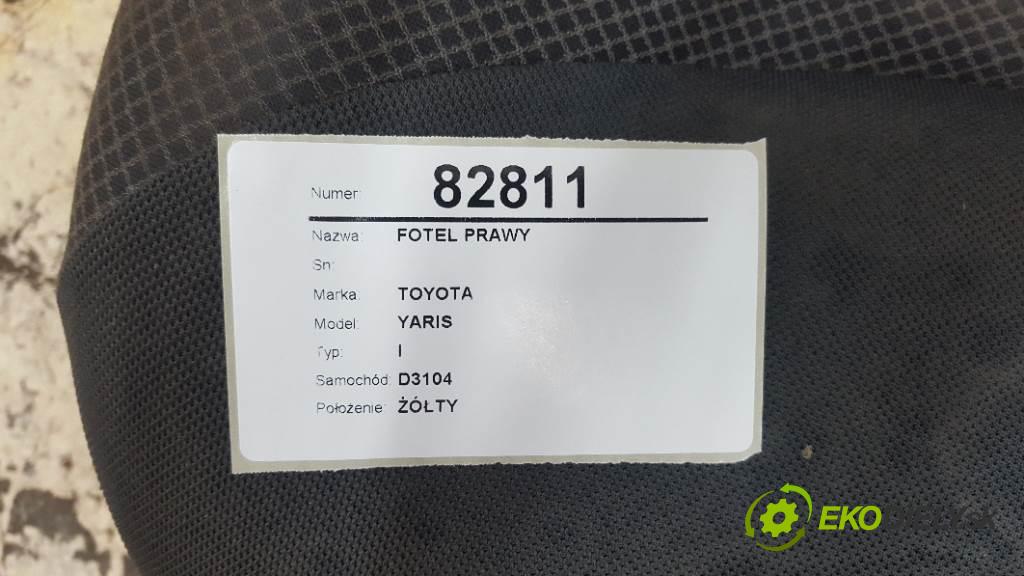 Numer: 82811
Nazwa: FOTEL PRAWY
Sn:
Marka: TOYOTA
Model: YARIS
Typ: I
Samochód: D3104
Położenie: ŻÓŁTY
EKO